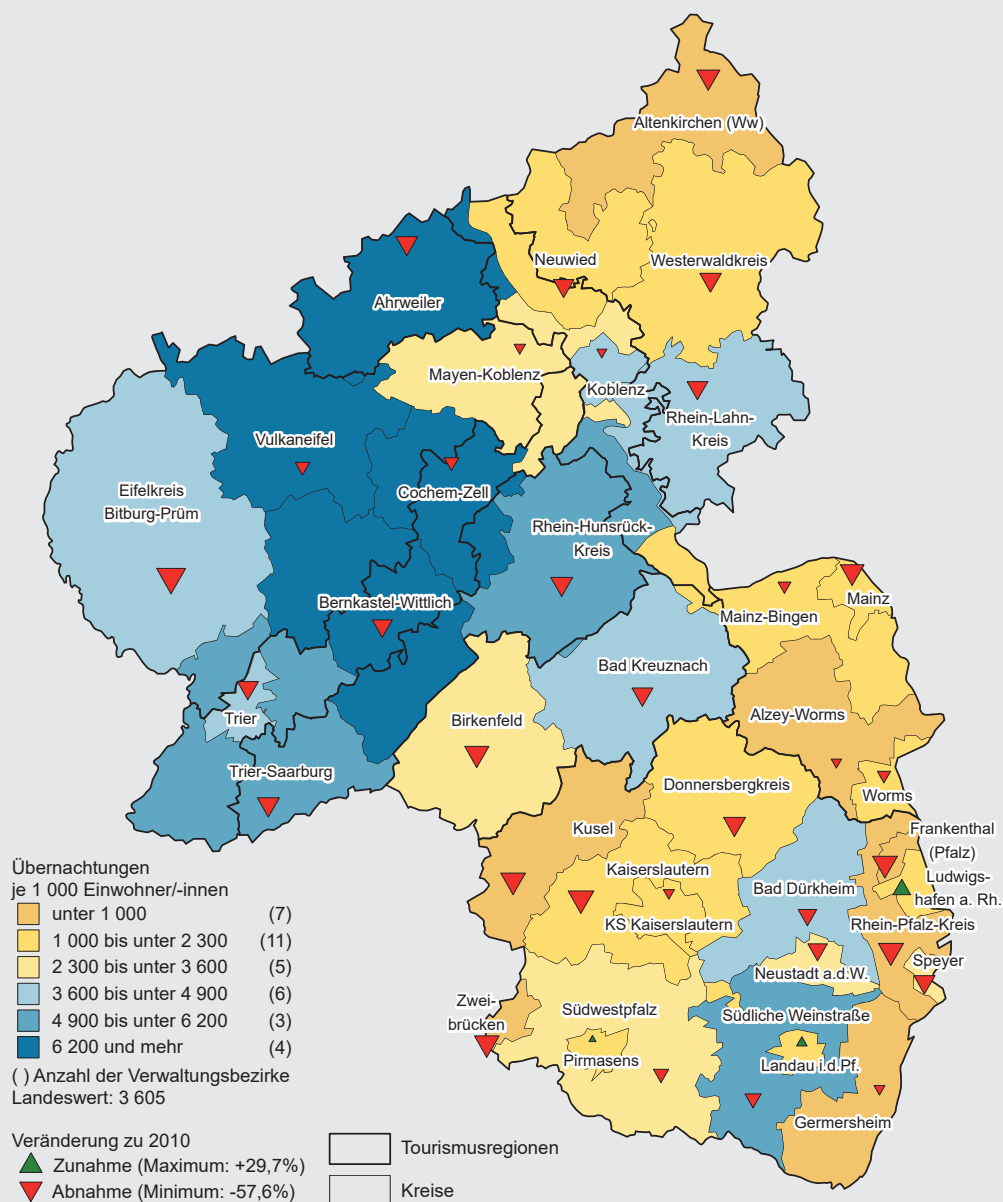 Altenkirchen (Ww)
Neuwied
Westerwaldkreis
Ahrweiler
Mayen-Koblenz
Koblenz
Rhein-Lahn-
Kreis
Vulkaneifel
Cochem-Zell
Eifelkreis
Bitburg-Prüm
Rhein-Hunsrück-
Kreis
Bernkastel-Wittlich
Mainz
Mainz-Bingen
Bad Kreuznach
Trier
Birkenfeld
Alzey-Worms
Trier-Saarburg
Donnersbergkreis
Worms
Kusel
Frankenthal
(Pfalz)
Kaiserslautern
Bad Dürkheim
Ludwigs-
hafen a. Rh.
KS Kaiserslautern
Rhein-Pfalz-Kreis
Speyer
Neustadt a.d.W.
Zwei-
brücken
Südwestpfalz
Südliche Weinstraße
Pirmasens
Landau i.d.Pf.
Germersheim
Übernachtungen
je 1 000 Einwohner/-innen
unter 1 000 (7)
1 000 bis unter 2 300 (11)
2 300 bis unter 3 600 (5)
3 600 bis unter 4 900 (6)
4 900 bis unter 6 200 (3)
6 200 und mehr (4)
( ) Anzahl der Verwaltungsbezirke
Landeswert: 3 605
Veränderung zu 2010
Zunahme (Maximum: +29,7%)
Abnahme (Minimum: -57,6%)
Tourismusregionen
Kreise